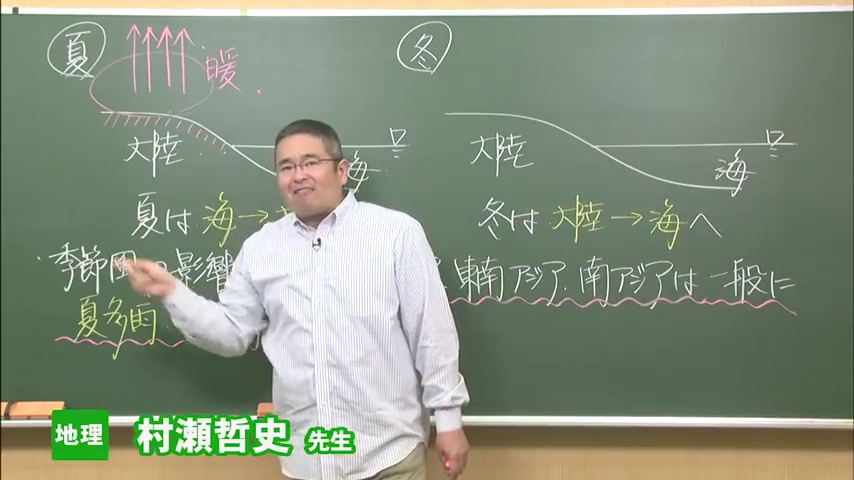 夏
冬
暖
大陸
大陸
海
海
夏は 海→
冬は 大陸→海へ
季節風の影響
東南アジア.南アジアは一般に
夏多雨
地理 村瀬哲史 先生